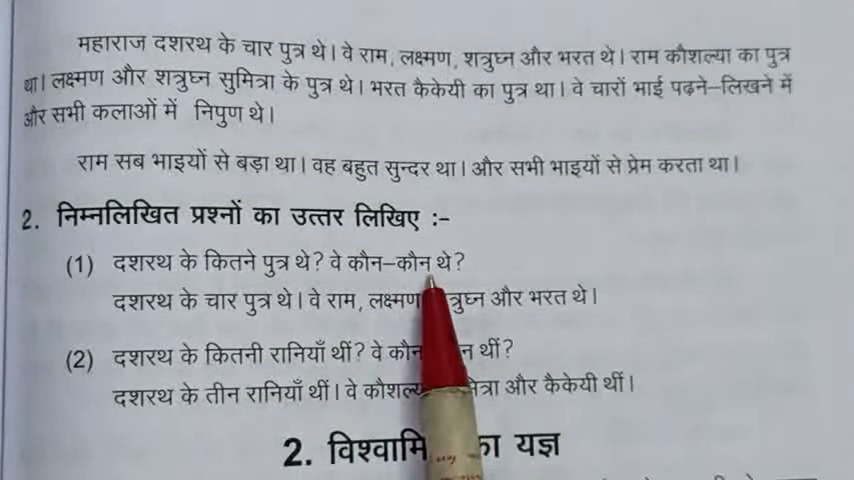 महाराज दशरथ के चार पुत्र थे। वे राम, लक्ष्मण, शत्रुघ्न और भरत थे। राम कौशल्या का पुत्र
था। लक्ष्मण और शत्रुघ्न सुमित्रा के पुत्र थे। भरत कैकेयी का पुत्र था। वे चारों भाई पढ़ने–लिखने में
और सभी कलाओं में निपुण थे।
राम सब भाइयों से बड़ा था। वह बहुत सुन्दर था। और सभी भाइयों से प्रेम करता था।
2. निम्नलिखित प्रश्नों का उत्तर लिखिए :–
(1) दशरथ के कितने पुत्र थे? वे कौन–कौन थे?
दशरथ के चार पुत्र थे। वे राम, लक्ष्मण और भरत थे।
(2) दशरथ के कितनी रानियाँ थीं? वे थीं?
दशरथ के तीन रानियाँ थीं। वे और कैकेयी थीं।
2. का यज्ञ